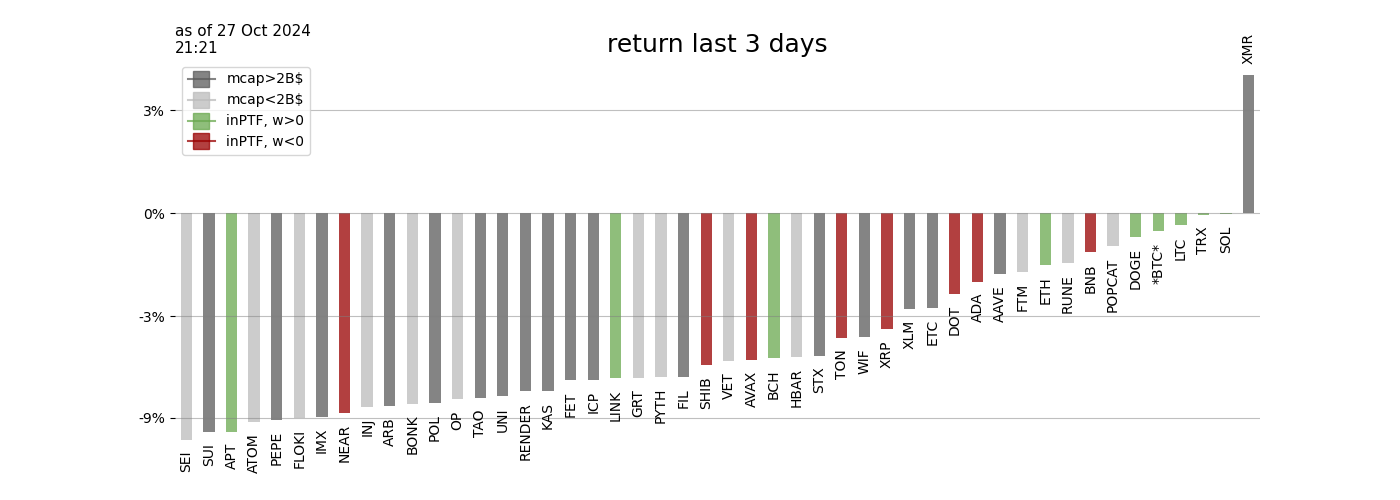 as of 27 Oct 2024
21:21
return last 3 days
mcap>2B$
mcap<2B$
inPTF, w>0
inPTF, w<0
3%
0%
-3%
-9%
SEI
SUI
APT
ATOM
PEPE
FLOKI
IMX
NEAR
INJ
ARB
BONK
POL
OP
TAO
UNI
RENDER
KAS
FET
ICP
LINK
GRT
PYTH
FIL
SHIB
VET
AVAX
BCH
HBAR
STX
TON
WIF
XRP
XLM
ETC
DOT
ADA
AAVE
FTM
ETH
RUNE
BNB
POPCAT
DOGE
*BTC*
LTC
TRX
SOL
XMR